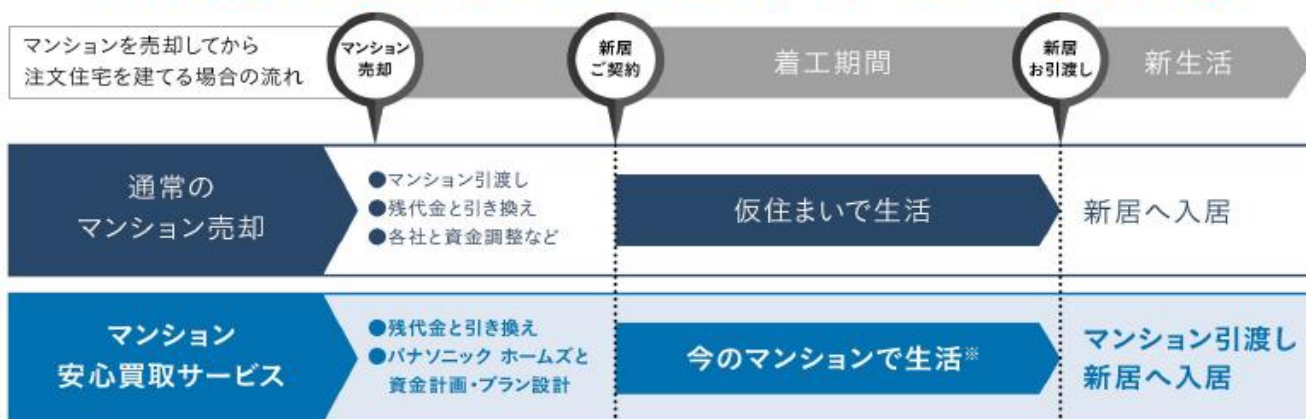 マンションを売却してから
注文住宅を建てる場合の流れ
マンション
売却
新居
ご契約
着工期間
新居
お引渡し
新生活
通常の
マンション売却
●マンション引渡し
●残代金と引き換え
●各社と資金調整など
仮住まいで生活
新居へ入居
マンション
安心買取サービス
●残代金と引き換え
●パナソニック ホームズと
資金計画・プラン設計
今のマンションで生活※
マンション引渡し
新居へ入居